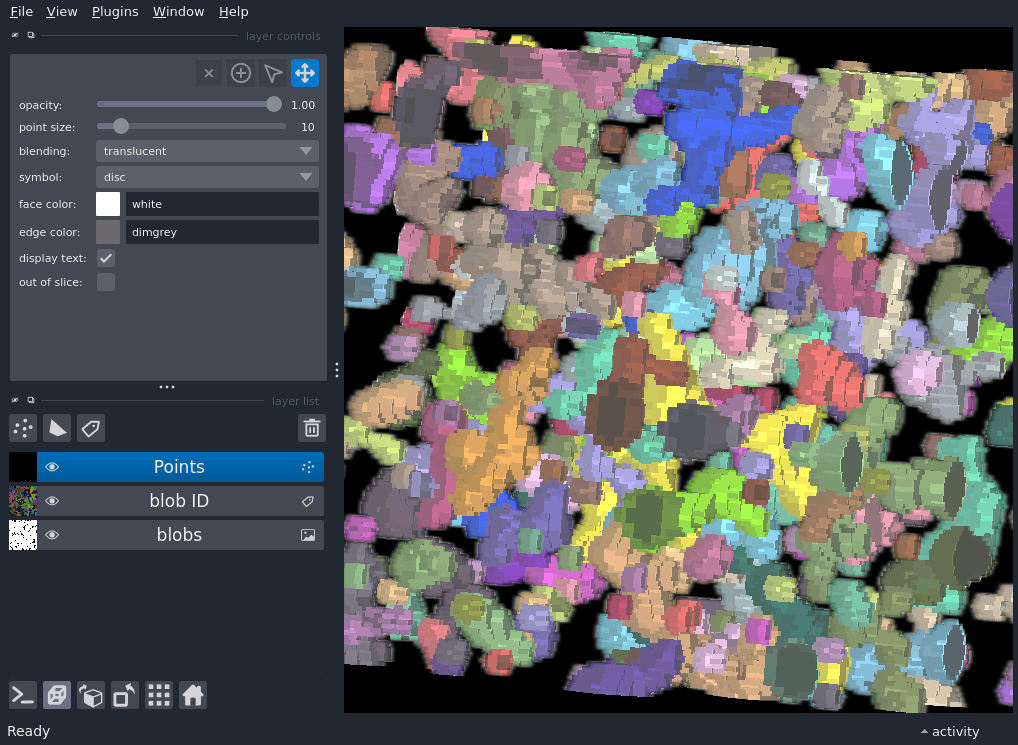 File View Plugins Window Help
layer controls
opacity: 1.00
point size: 10
blending: translucent
symbol: disc
face color: white
edge color: dimgrey
display text:
out of slice:
layer list
Points
blob ID
blobs
Ready
activity